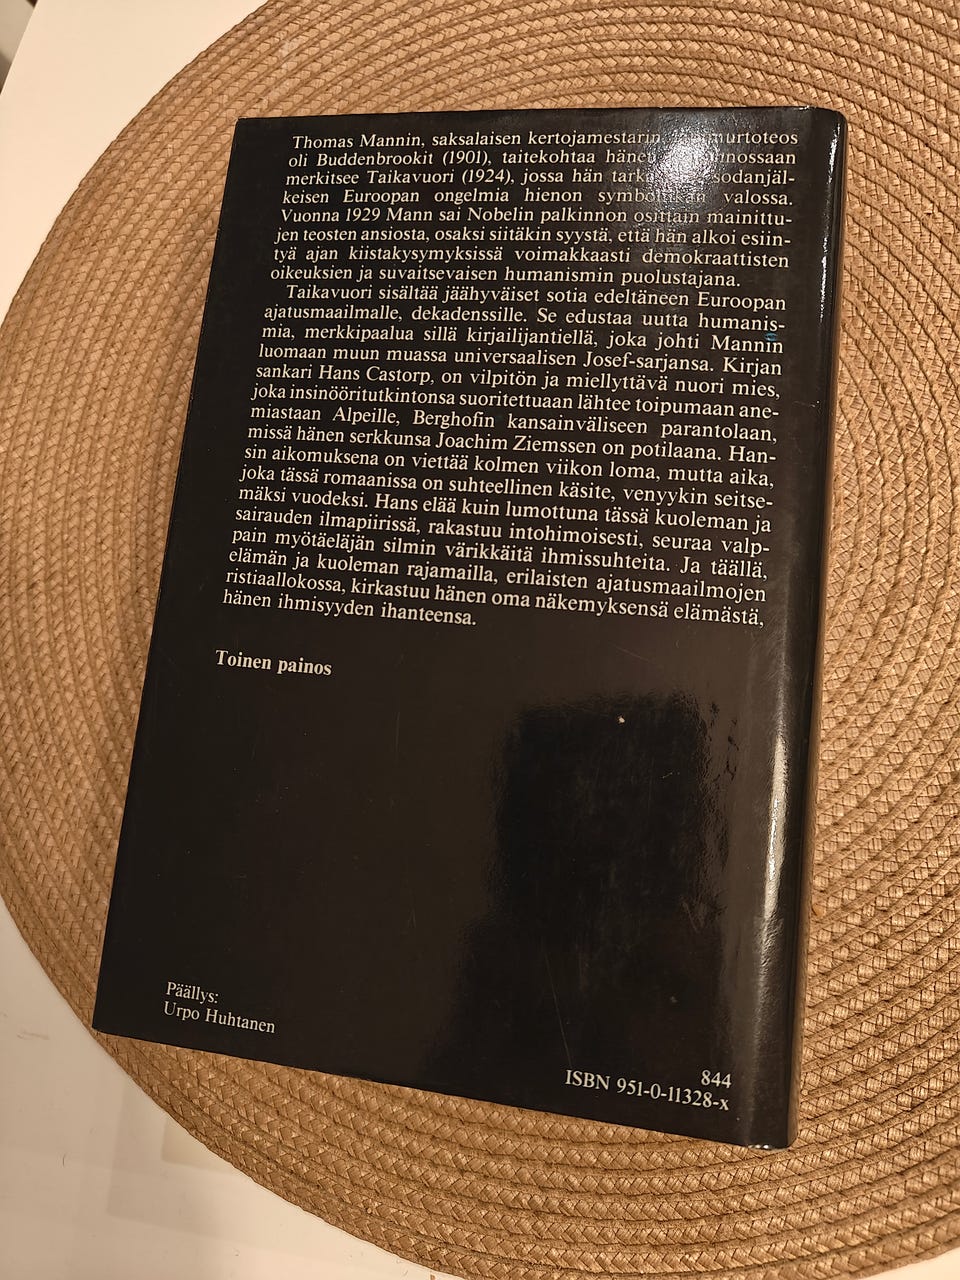 Thomas Mannin, saksalaisen kertojamestarin murtoteos
oli Buddenbrookit (1901), taitekohtaa
merkitsee Taikavuori (1924), jossa hän sodanjäl-
keisen Euroopan ongelmia hienon symboliikan valossa.
Vuonna 1929 Mann sai Nobelin palkinnon osittain mainittu-
jen teosten ansiosta, osaksi siitäkin syystä, että hän alkoi esiin-
tyä ajan kiistakysymyksissä voimakkaasti demokraattisten
oikeuksien ja suvaitsevaisen humanismin puolustajana.
Taikavuori sisältää jäähyväiset sotia edeltäneen Euroopan
ajatusmaailmalle, dekadenssille. Se edustaa uutta humanis-
mia, merkkipaalua sillä kirjailijantiellä, joka johti Mannin
luomaan muun muassa universaalisen Josef-sarjansa. Kirjan
sankari Hans Castorp, on vilpitön ja miellyttävä nuori mies,
joka insinööritutkintonsa suoritettuaan lähtee toipumaan ane-
miastaan Alpeille, Berghofin kansainväliseen parantolaan,
missä hänen serkkunsa Joachim Ziemssen on potilaana. Han-
sin aikomuksena on viettää kolmen viikon loma, mutta aika,
joka tässä romaanissa on suhteellinen käsite, venyykin seitse-
mäksi vuodeksi. Hans elää kuin lumottuna tässä kuoleman ja
sairauden ilmapiirissä, rakastuu intohimoisesti, seuraa valp-
pain myötäeläjän silmin värikkäitä ihmissuhteita. Ja täällä,
elämän ja kuoleman rajamailla, erilaisten ajatusmaailmojen
ristiaallokossa, kirkastuu hänen oma näkemyksensä elämästä,
hänen ihmisyyden ihanteensa.
Toinen painos
Päällys:
Urpo Huhtanen
844
ISBN 951-0-11328-x